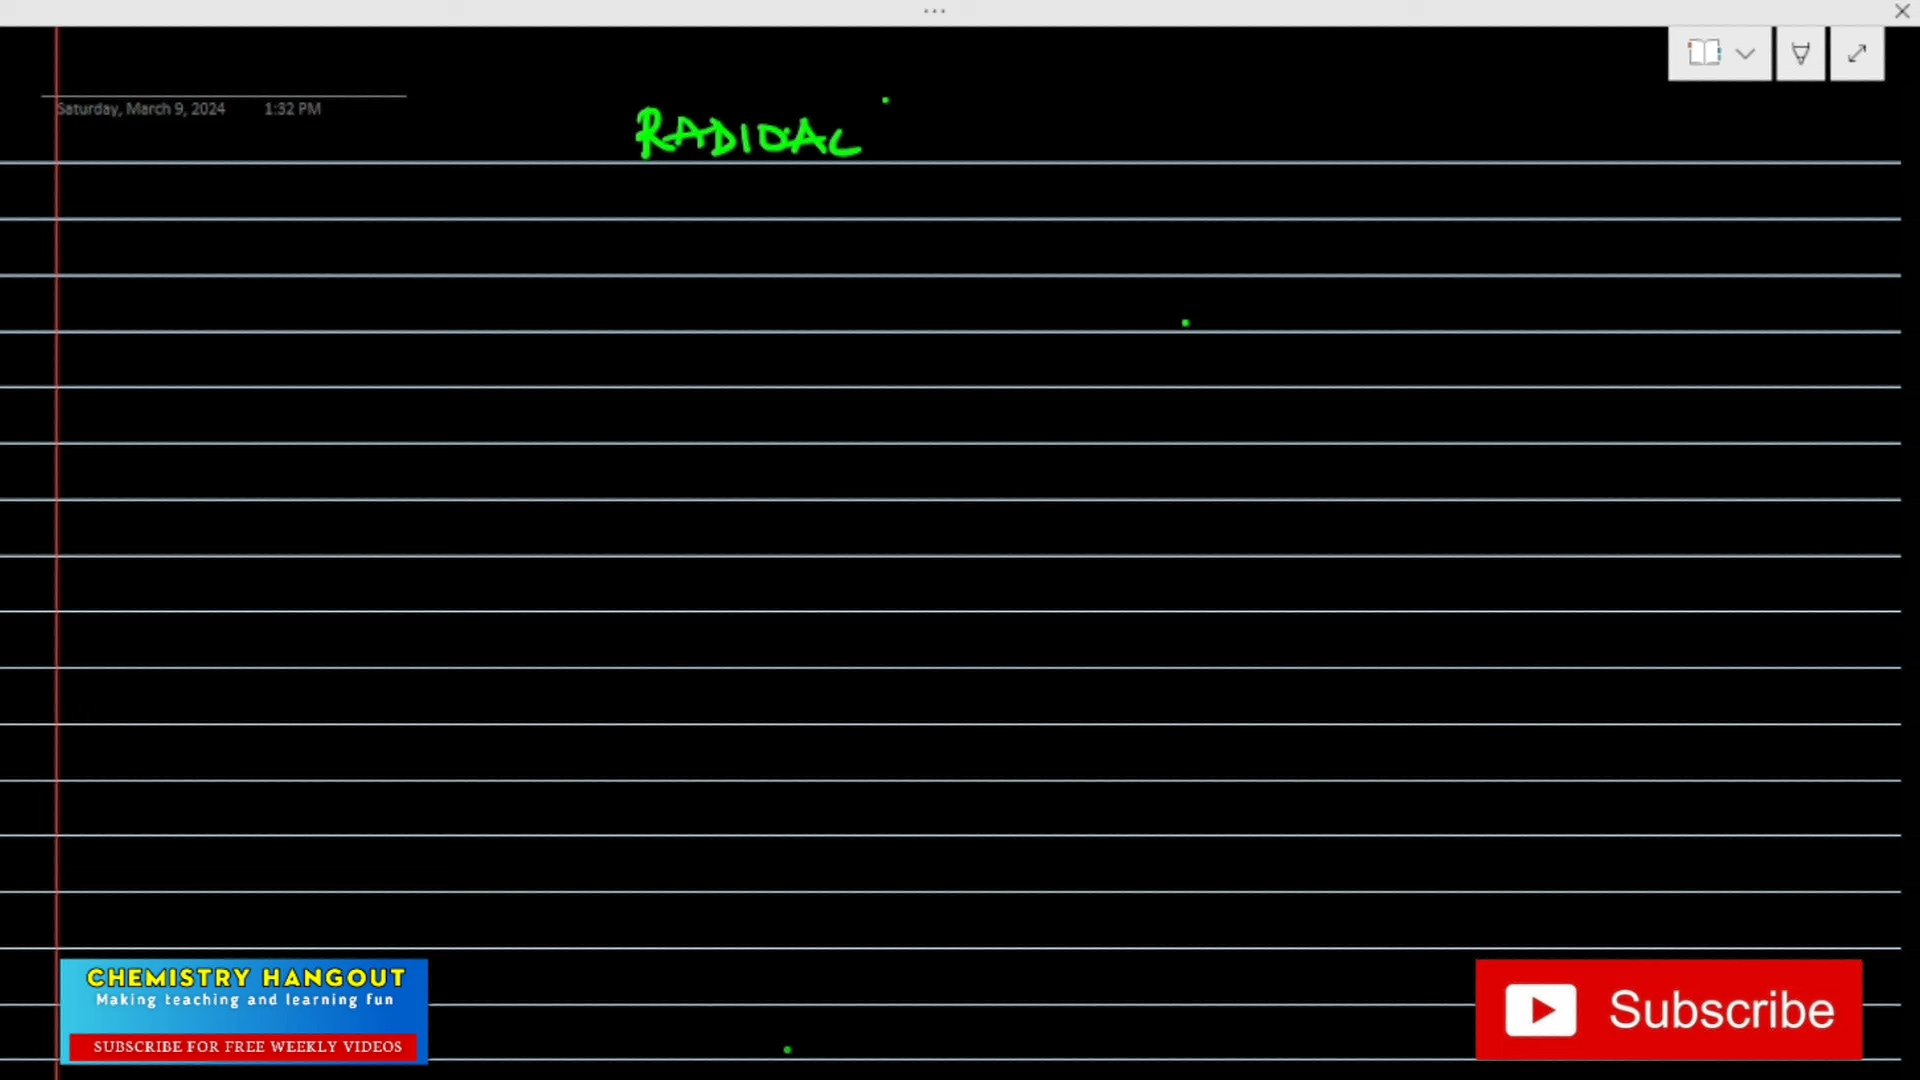 Saturday, March 9, 2024 1:32 PM
RADIOAC
CHEMISTRY HANGOUT
Making teaching and learning fun
SUBSCRIBE FOR FREE WEEKLY VIDEOS
Subscribe